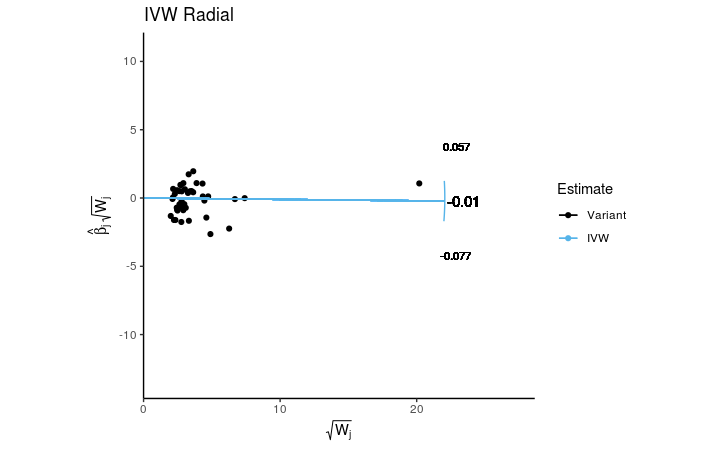 IVW Radial
10
5
0
-5
-10
β̂ⱼ√Wⱼ
0.057
-0.01
-0.077
0
10
20
√Wⱼ
Estimate
Variant
IVW